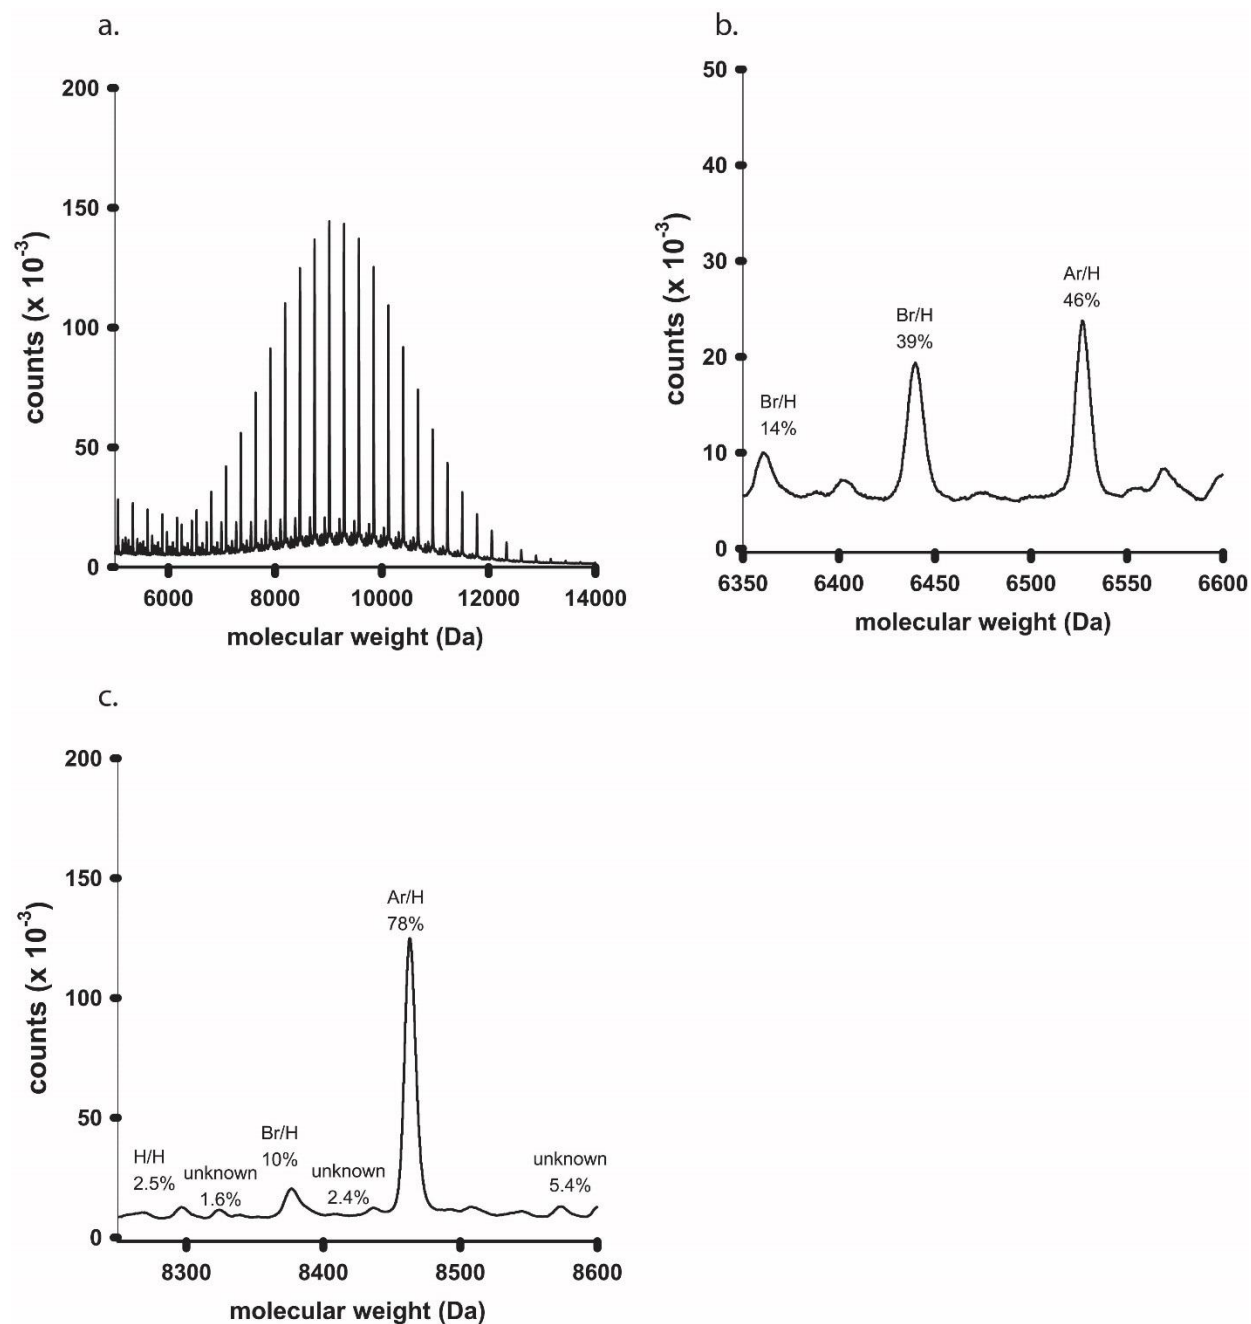 a.
200
150
100
50
0
counts (x 10⁻³)
6000 8000 10000 12000 14000
molecular weight (Da)
b.
50
40
30
20
10
0
counts (x 10⁻³)
Br/H
14%
Br/H
39%
Ar/H
46%
6350 6400 6450 6500 6550 6600
molecular weight (Da)
c.
200
150
100
50
0
counts (x 10⁻³)
H/H
2.5%
unknown
1.6%
Br/H
10%
unknown
2.4%
Ar/H
78%
unknown
5.4%
8300 8400 8500 8600
molecular weight (Da)